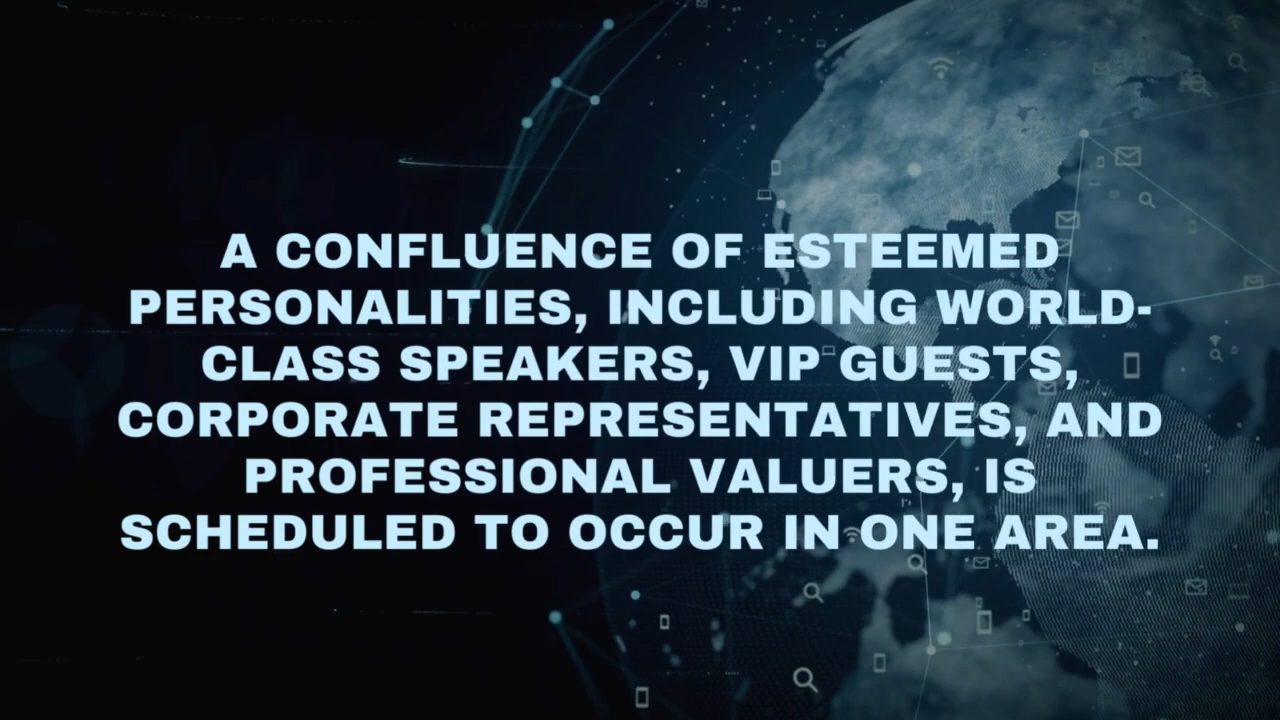 A CONFLUENCE OF ESTEEMED
PERSONALITIES, INCLUDING WORLD-
CLASS SPEAKERS, VIP GUESTS,
CORPORATE REPRESENTATIVES, AND
PROFESSIONAL VALUERS, IS
SCHEDULED TO OCCUR IN ONE AREA.